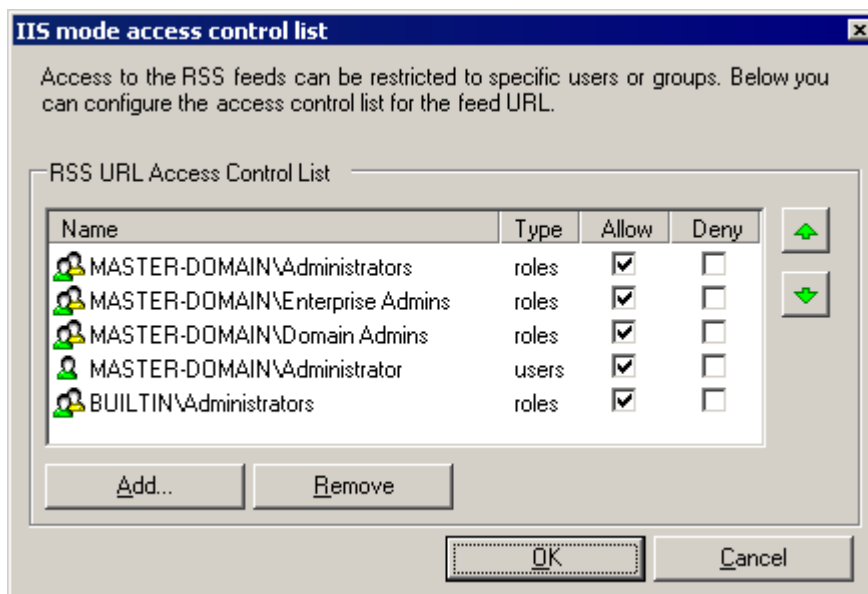 IIS mode access control list
Access to the RSS feeds can be restricted to specific users or groups. Below you
can configure the access control list for the feed URL.
RSS URL Access Control List
Name Type Allow Deny
MASTER-DOMAIN\Administrators roles
MASTER-DOMAIN\Enterprise Admins roles
MASTER-DOMAIN\Domain Admins roles
MASTER-DOMAIN\Administrator users
BUILTIN\Administrators roles
Add... Remove
OK Cancel